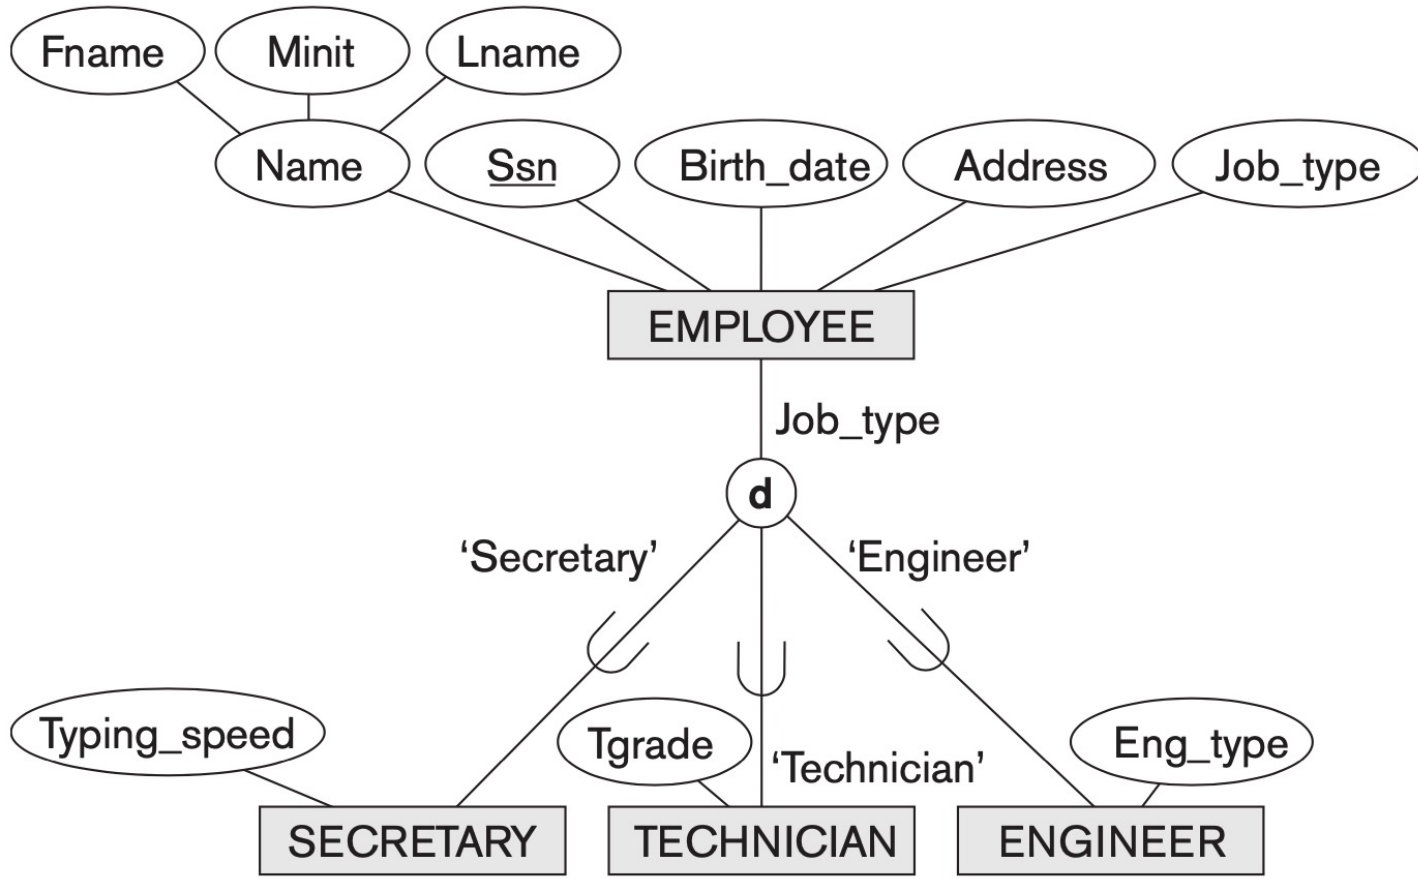 Fname Minit Lname
Name Ssn Birth_date Address Job_type
EMPLOYEE
Job_type
d
‘Secretary’ ‘Engineer’
Typing_speed Tgrade ‘Technician’ Eng_type
SECRETARY TECHNICIAN ENGINEER